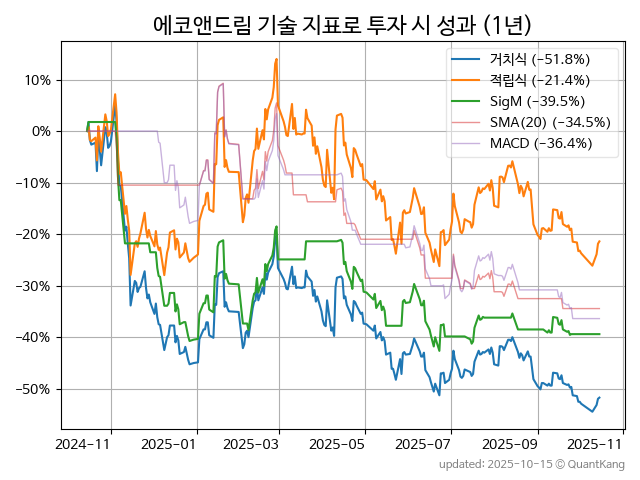 에코앤드림 기술 지표로 투자 시 성과 (1년)
거치식 (−51.8%)
적립식 (−21.4%)
SigM (−39.5%)
SMA(20) (−34.5%)
MACD (−36.4%)
10%
0%
−10%
−20%
−30%
−40%
−50%
2024-11 2025-01 2025-03 2025-05 2025-07 2025-09 2025-11
updated: 2025-10-15 © QuantKang